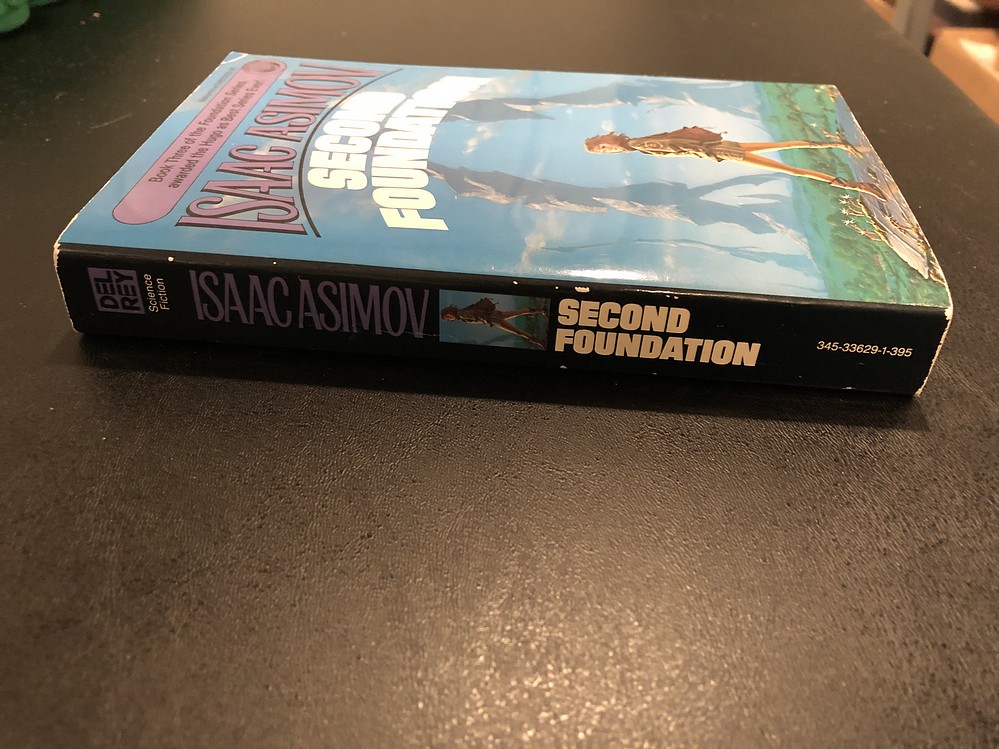 Book Three of the Foundation Series
awarded the Hugo as Best Series Ever!
ISAAC ASIMOV
SECOND
FOUNDATION
DEL
REY
Science
Fiction
ISAAC ASIMOV
SECOND
FOUNDATION
345-33629-1-395